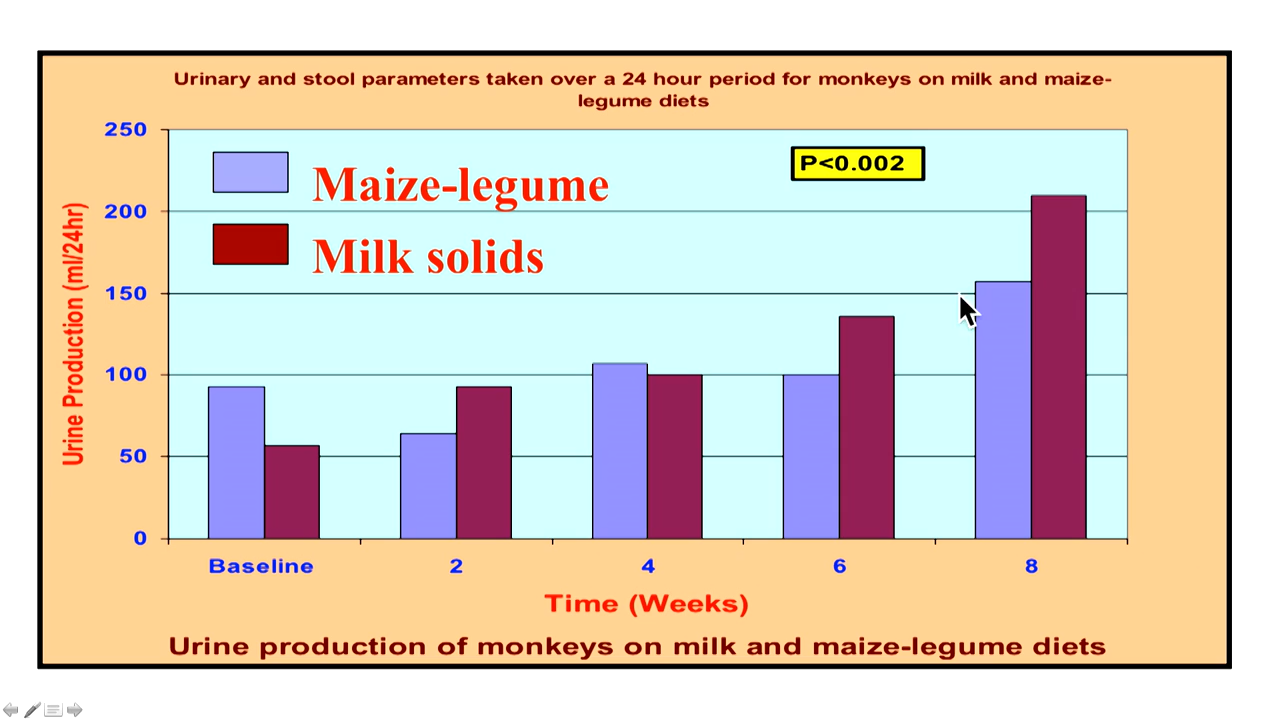 Urinary and stool parameters taken over a 24 hour period for monkeys on milk and maize-
legume diets
250
200
150
100
50
0
Urine Production (ml/24hr)
Maize-legume
Milk solids
P<0.002
Baseline 2 4 6 8
Time (Weeks)
Urine production of monkeys on milk and maize-legume diets